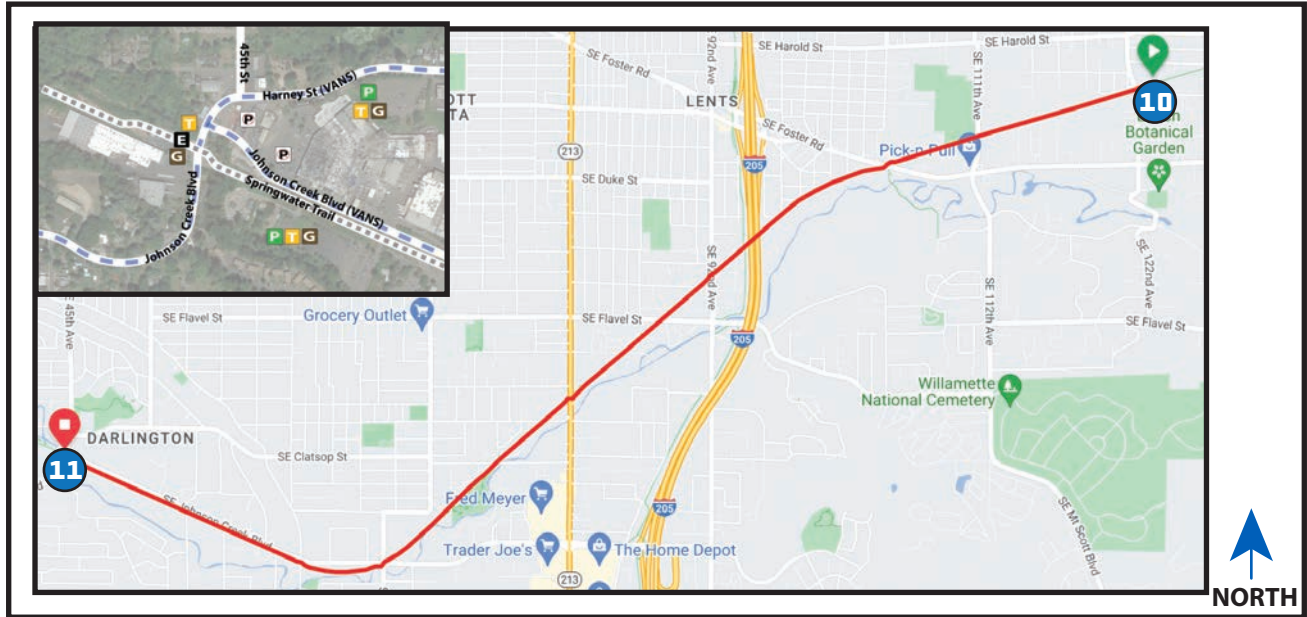 45th St
Harney St (VANS)
P
T G
P
P
T
E
G
Johnson Creek Blvd (VANS)
Springwater Trail
Johnson Creek Blvd
P T G
SE Foster Rd
92nd Ave
SE Harold St
SE 111th Ave
SE Harold St
10
OTT
TA
LENTS
213
SE Foster Rd
205
Pick-n-Pull
Botanical
Garden
SE Duke St
SE 92nd Ave
SE 112th Ave
SE 122nd Ave
SE 45th Ave
SE Flavel St
Grocery Outlet
SE Flavel St
205
SE Flavel St
Willamette
National Cemetery
DARLINGTON
11
SE Clatsop St
SE Johnson Creek Blvd
Fred Meyer
205
SE Mt Scott Blvd
Trader Joe's
The Home Depot
213
NORTH